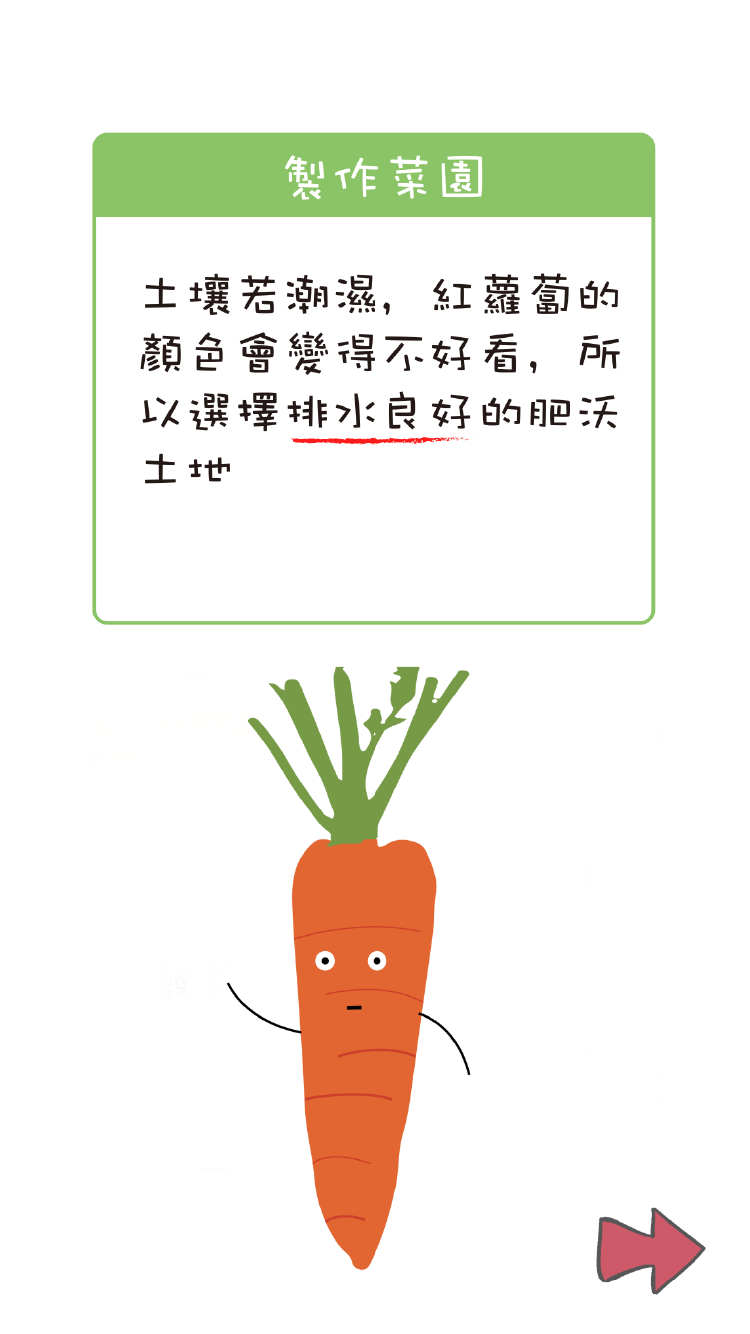 製作菜園
土壤若潮濕，紅蘿蔔的
顏色會變得不好看，所
以選擇排水良好的肥沃
土地